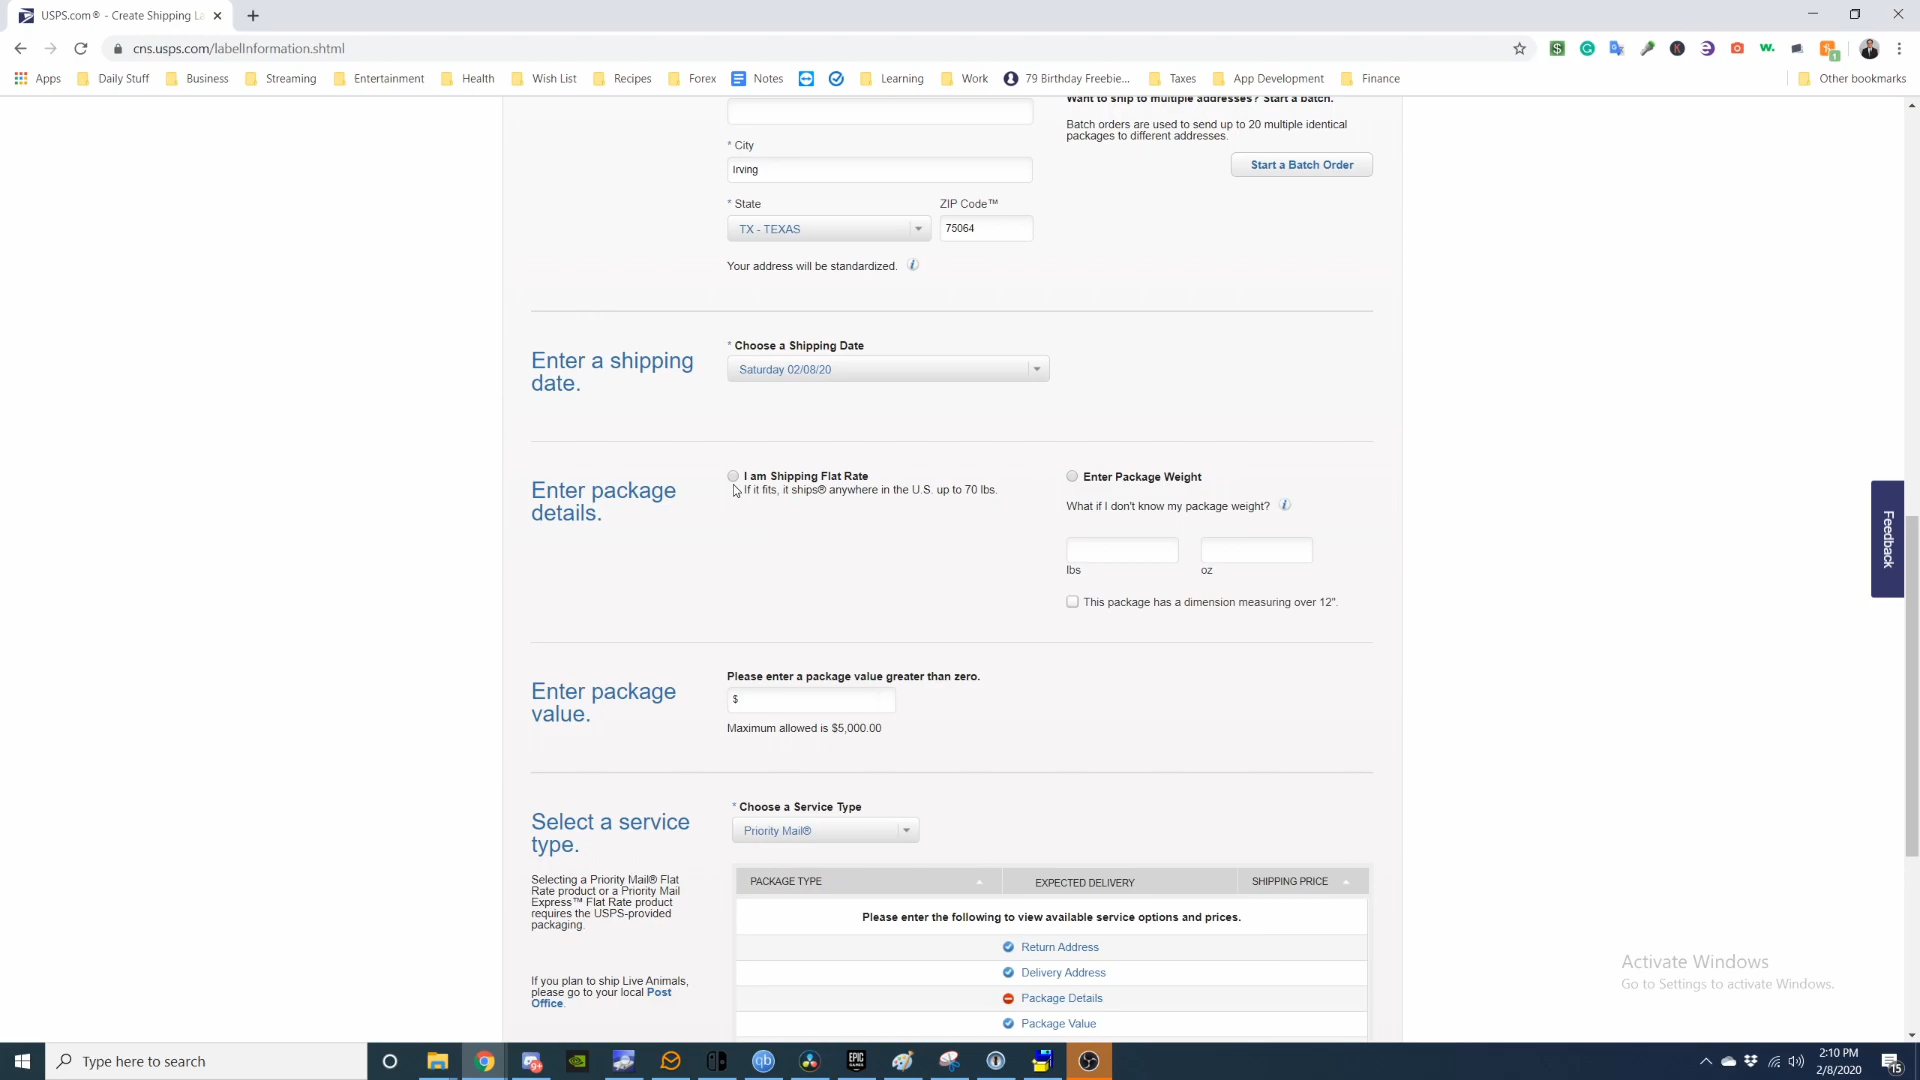 USPS.com® - Create Shipping La
cns.usps.com/labelInformation.shtml
Apps Daily Stuff Business Streaming Entertainment Health Wish List Recipes Forex Notes Learning Work 79 Birthday Freebie... Taxes App Development Finance Other bookmarks
Want to ship to multiple addresses? Start a batch.
Batch orders are used to send up to 20 multiple identical
packages to different addresses.
Start a Batch Order
* City
Irving
* State
ZIP Code™
TX - TEXAS
75064
Your address will be standardized.
Enter a shipping
date.
* Choose a Shipping Date
Saturday 02/08/20
Enter package
details.
I am Shipping Flat Rate
If it fits, it ships® anywhere in the U.S. up to 70 lbs.
Enter Package Weight
What if I don't know my package weight?
lbs
oz
This package has a dimension measuring over 12".
Enter package
value.
Please enter a package value greater than zero.
$
Maximum allowed is $5,000.00
Select a service
type.
* Choose a Service Type
Priority Mail®
Selecting a Priority Mail® Flat
Rate product or a Priority Mail
Express™ Flat Rate product
requires the USPS-provided
packaging.
If you plan to ship Live Animals,
please go to your local Post
Office.
PACKAGE TYPE
EXPECTED DELIVERY
SHIPPING PRICE
Please enter the following to view available service options and prices.
Return Address
Delivery Address
Package Details
Package Value
Feedback
Activate Windows
Go to Settings to activate Windows.
Type here to search
2:10 PM
2/8/2020
15